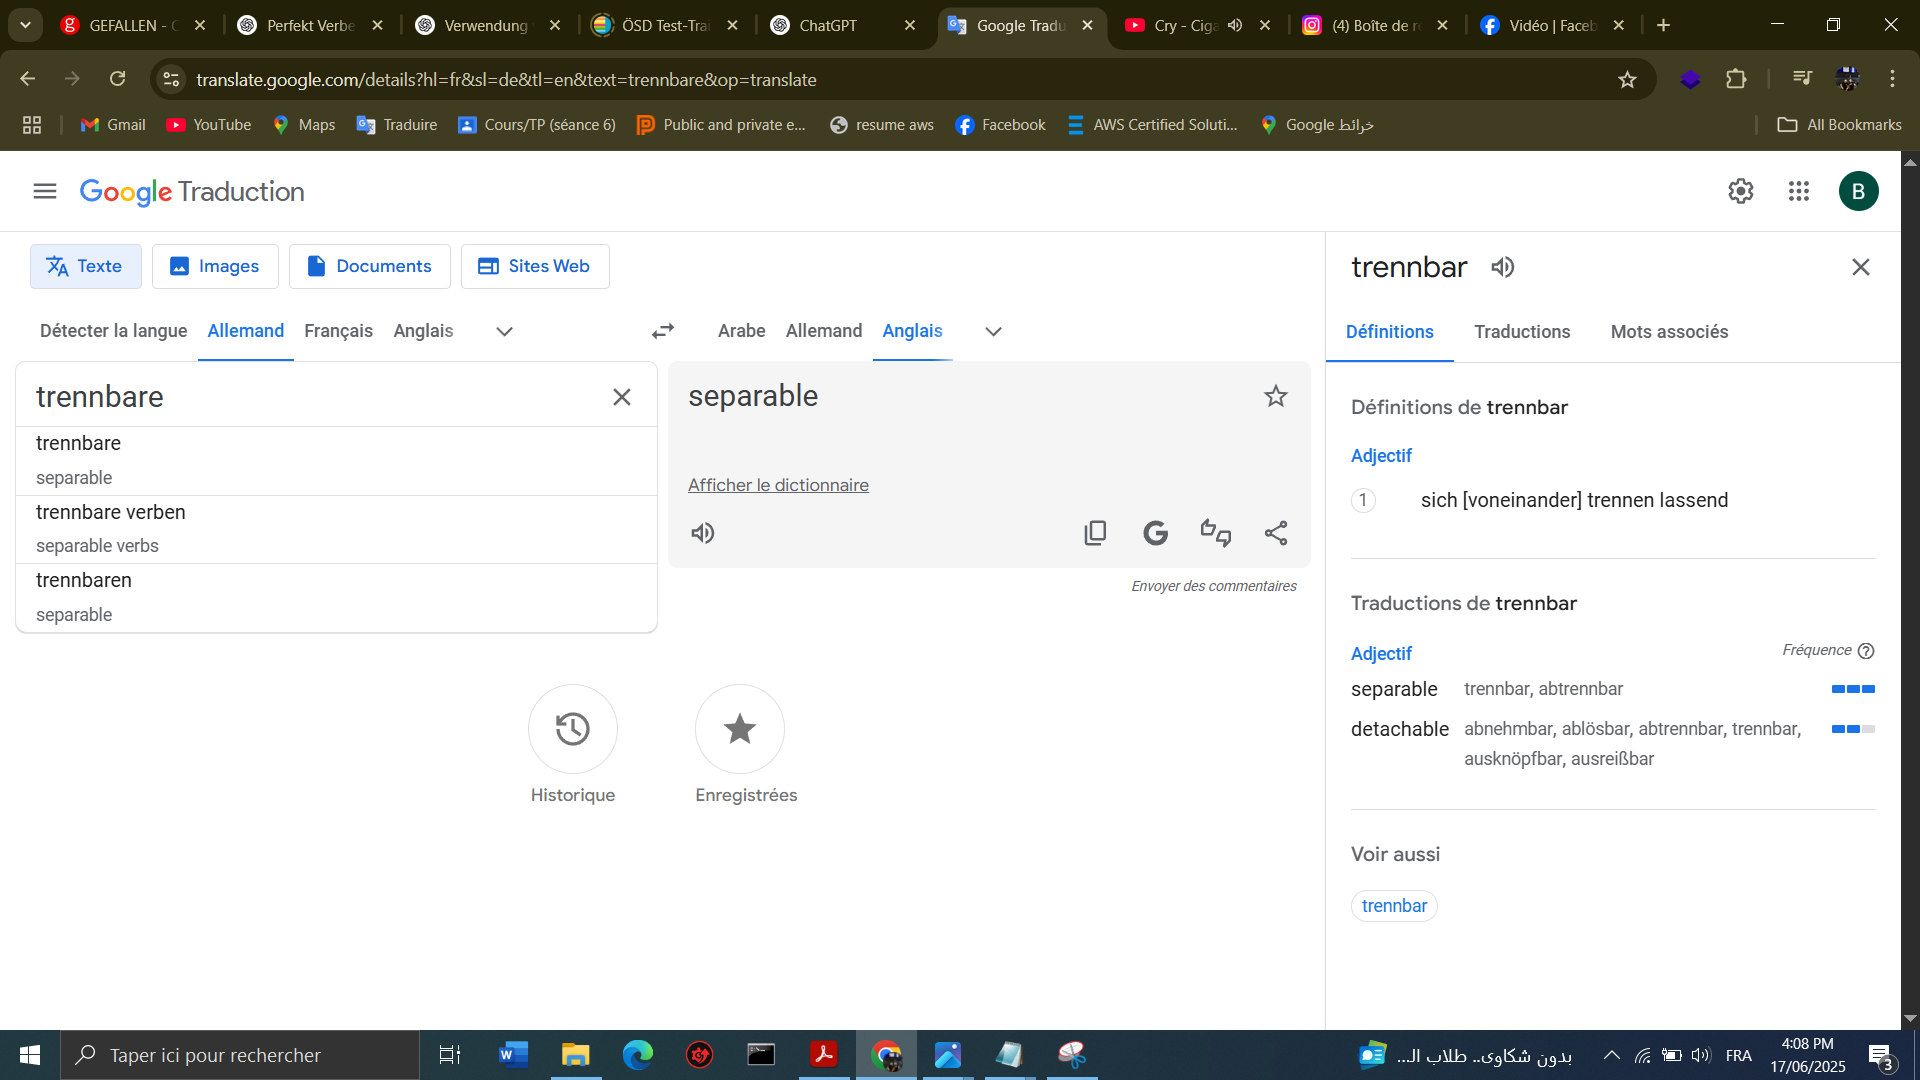 GEFALLEN - C
Perfekt Verbe
Verwendung
ÖSD Test-Trai
ChatGPT
Google Tradu
Cry - Ciga
(4) Boîte de r
Vidéo | Faceb
translate.google.com/details?hl=fr&sl=de&tl=en&text=trennbare&op=translate
Gmail
YouTube
Maps
Traduire
Cours/TP (séance 6)
Public and private e...
resume aws
Facebook
AWS Certified Soluti...
خرائط Google
All Bookmarks
Google Traduction
B
Texte
Images
Documents
Sites Web
Détecter la langue
Allemand
Français
Anglais
Arabe
Allemand
Anglais
trennbare
trennbare
separable
trennbare verben
separable verbs
trennbaren
separable
separable
Afficher le dictionnaire
Envoyer des commentaires
Historique
Enregistrées
trennbar
Définitions
Traductions
Mots associés
Définitions de trennbar
Adjectif
1
sich [voneinander] trennen lassend
Traductions de trennbar
Adjectif
Fréquence
separable
trennbar, abtrennbar
detachable
abnehmbar, ablösbar, abtrennbar, trennbar,
ausknöpfbar, ausreißbar
Voir aussi
trennbar
Taper ici pour rechercher
بدون شكاوى.. طلاب الـ...
FRA
4:08 PM
17/06/2025
3